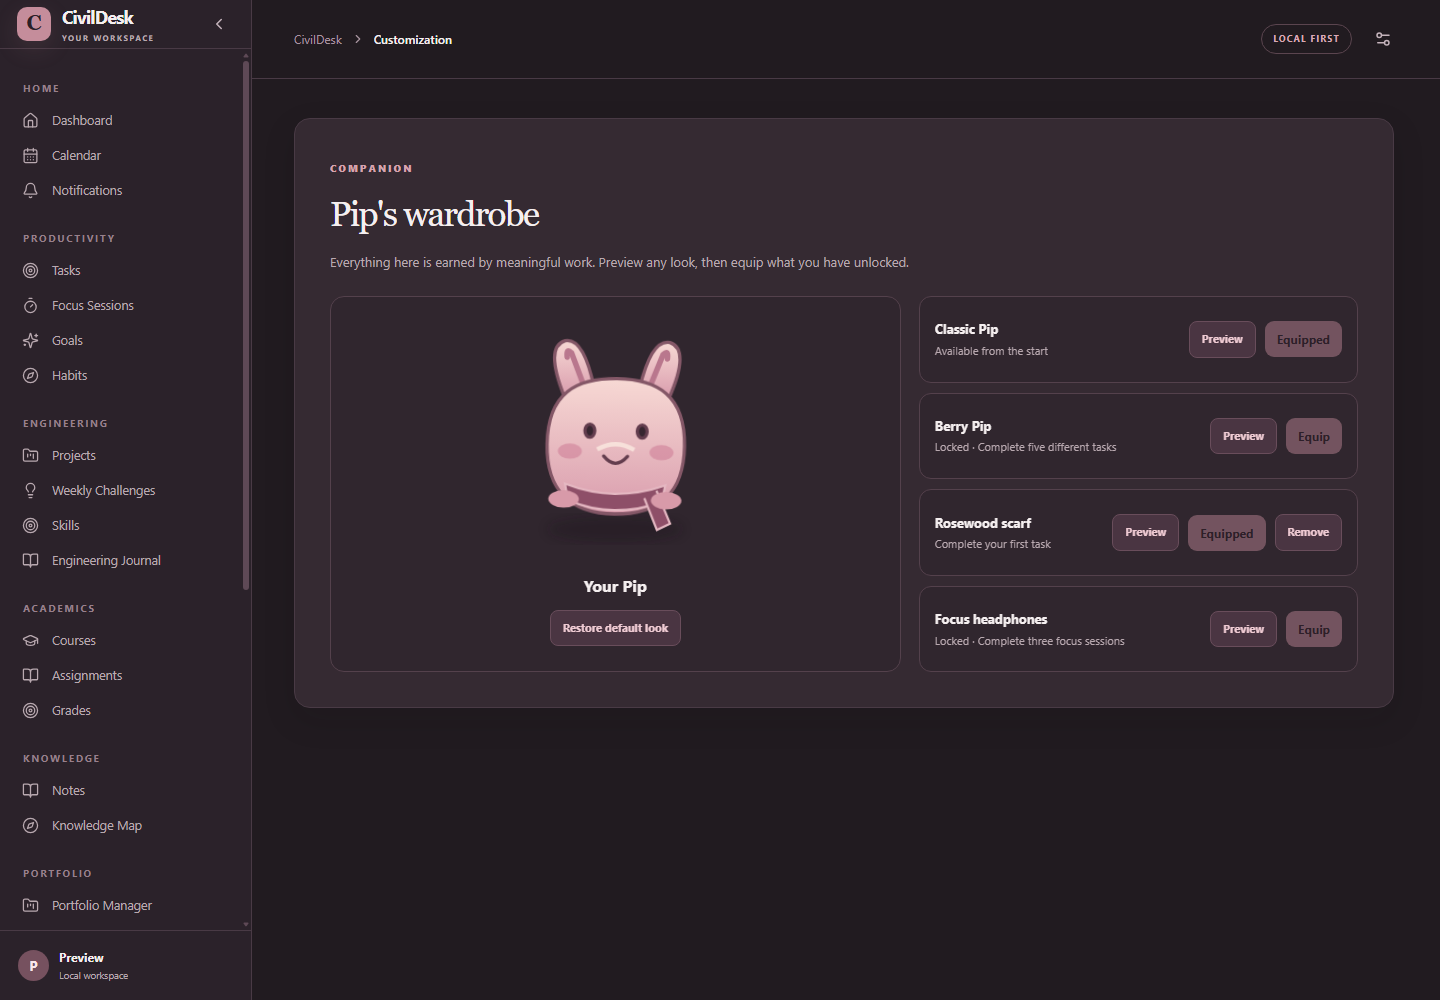 C
CivilDesk
YOUR WORKSPACE
HOME
Dashboard
Calendar
Notifications
PRODUCTIVITY
Tasks
Focus Sessions
Goals
Habits
ENGINEERING
Projects
Weekly Challenges
Skills
Engineering Journal
ACADEMICS
Courses
Assignments
Grades
KNOWLEDGE
Notes
Knowledge Map
PORTFOLIO
Portfolio Manager
P
Preview
Local workspace
CivilDesk > Customization
LOCAL FIRST
COMPANION
Pip's wardrobe
Everything here is earned by meaningful work. Preview any look, then equip what you have unlocked.
Your Pip
Restore default look
Classic Pip
Available from the start
Preview
Equipped
Berry Pip
Locked · Complete five different tasks
Preview
Equip
Rosewood scarf
Complete your first task
Preview
Equipped
Remove
Focus headphones
Locked · Complete three focus sessions
Preview
Equip